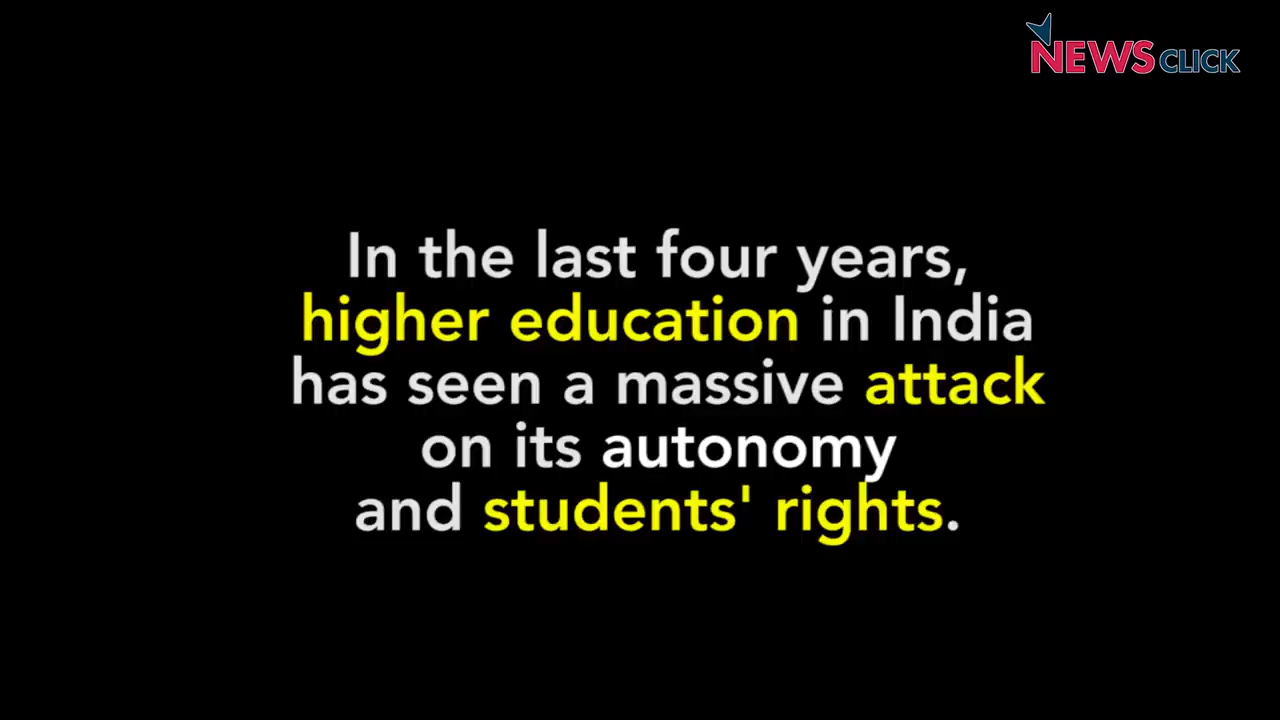 NEWSCLICK
In the last four years,
higher education in India
has seen a massive attack
on its autonomy
and students' rights.